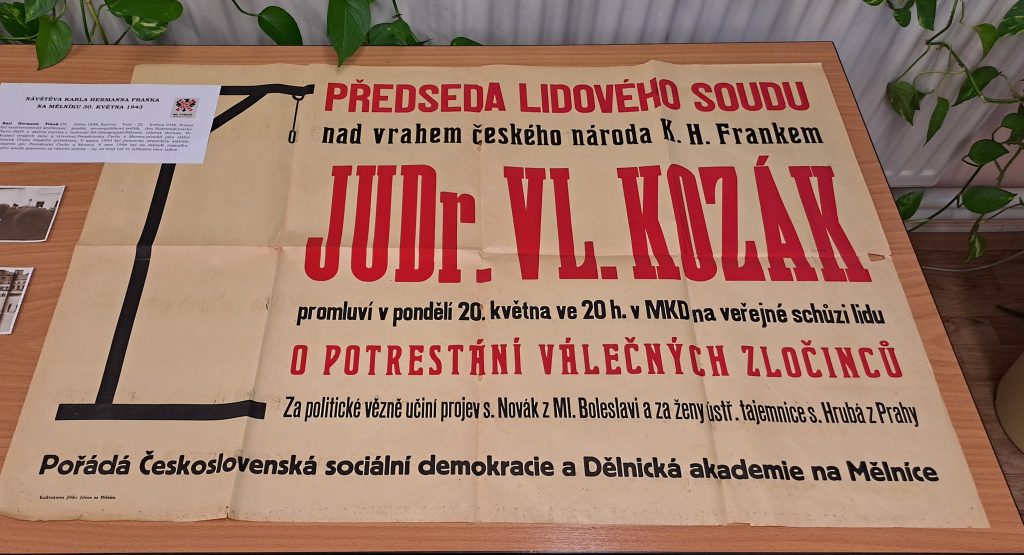 NÁVŠTĚVA KARLA HERMANNA FRANKA
NA MĚLNÍKU 30. KVĚTNA 1943
PŘEDSEDA LIDOVÉHO SOUDU
nad vrahem českého národa K. H. Frankem
JUDr. VL. KOZÁK
promluví v pondělí 20. května ve 20 h. v MKD na veřejné schůzi lidu
O POTRESTÁNÍ VÁLEČNÝCH ZLOČINCŮ
Za politické vězně učiní projev s. Novák z Ml. Boleslavi a za ženy ústř. tajemnice s. Hrubá z Prahy
Pořádá Československá sociální demokracie a Dělnická akademie na Mělníce